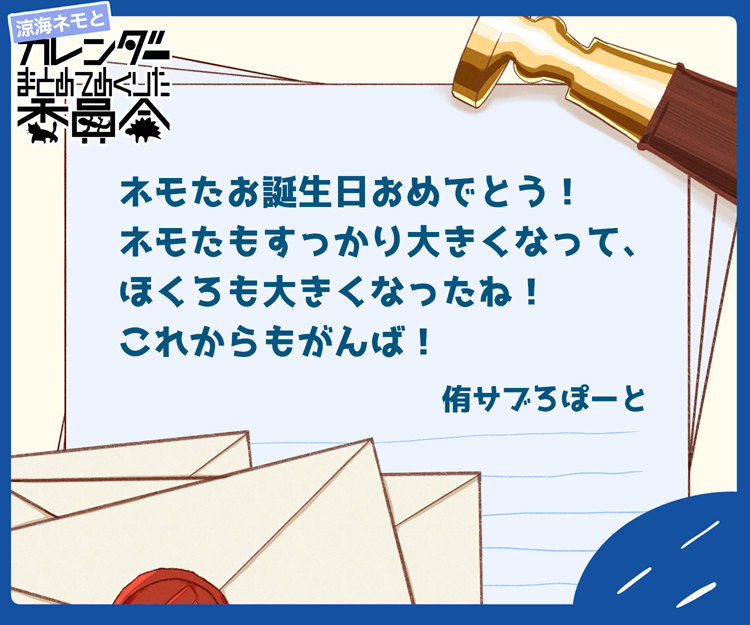 涼海ネモと
カレンダー
まとめてめくりた
委員会
ネモたお誕生日おめでとう！
ネモたもすっかり大きくなって、
ほくろも大きくなったね！
これからもがんば！
侑サブろぽーと